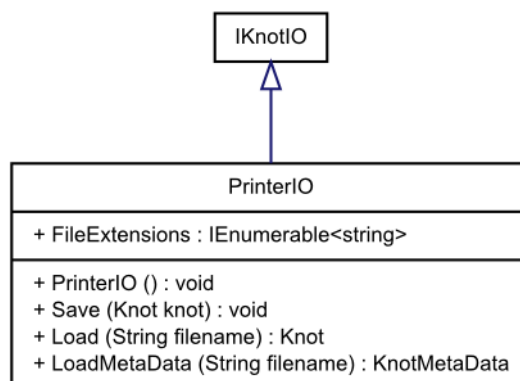 IKnotIO
PrinterIO
+ FileExtensions : IEnumerable<string>
+ PrinterIO () : void
+ Save (Knot knot) : void
+ Load (String filename) : Knot
+ LoadMetaData (String filename) : KnotMetaData